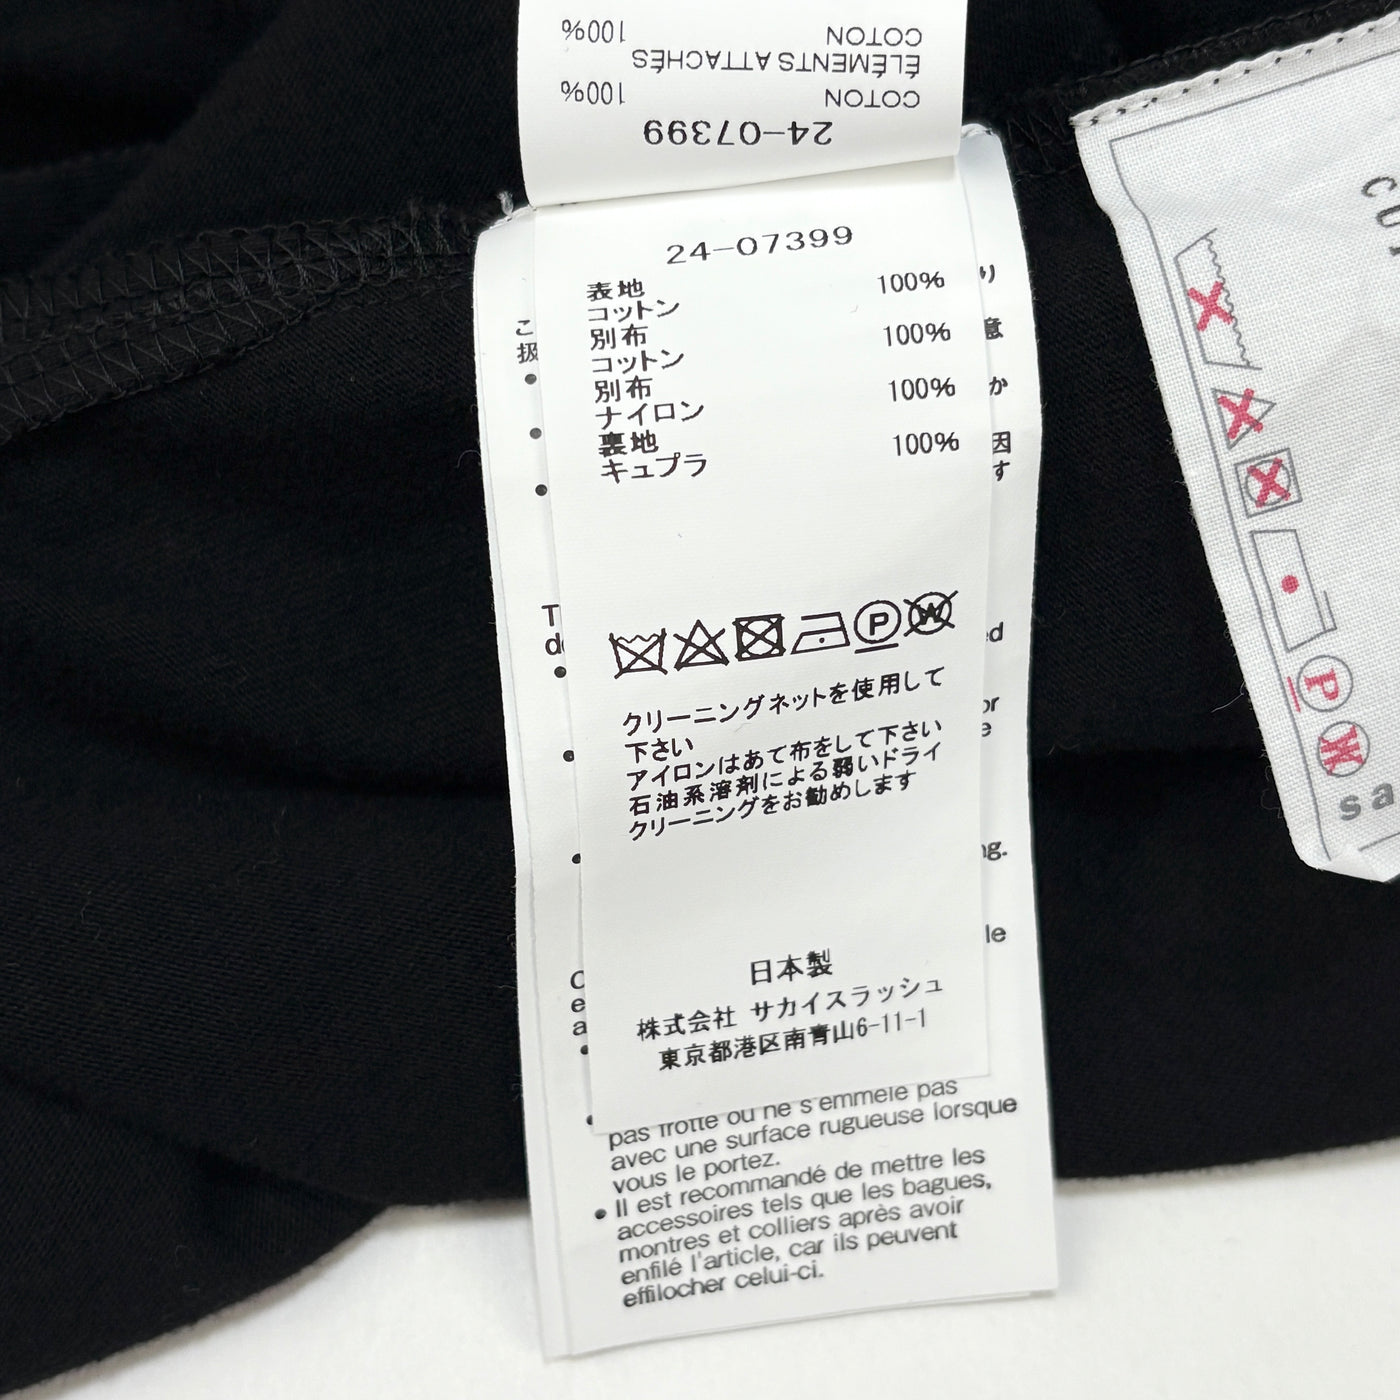 COTON 100%
ÉLÉMENTS ATTACHÉS
COTON 100%
24-07399
24-07399
表地 100%
コットン
別布 100%
コットン
別布 100%
ナイロン
裏地 100%
キュプラ
P W
クリーニングネットを使用して
下さい
アイロンはあて布をして下さい
石油系溶剤による弱いドライ
クリーニングをお勧めします
日本製
株式会社 サカイスラッシュ
東京都港区南青山6-11-1
pas frotte ou ne s'emmêle pas
avec une surface rugueuse lorsque
vous le portez.
• Il est recommandé de mettre les
accessoires tels que les bagues,
montres et colliers après avoir
enfilé l'article, car ils peuvent
effilocher celui-ci.
P
W